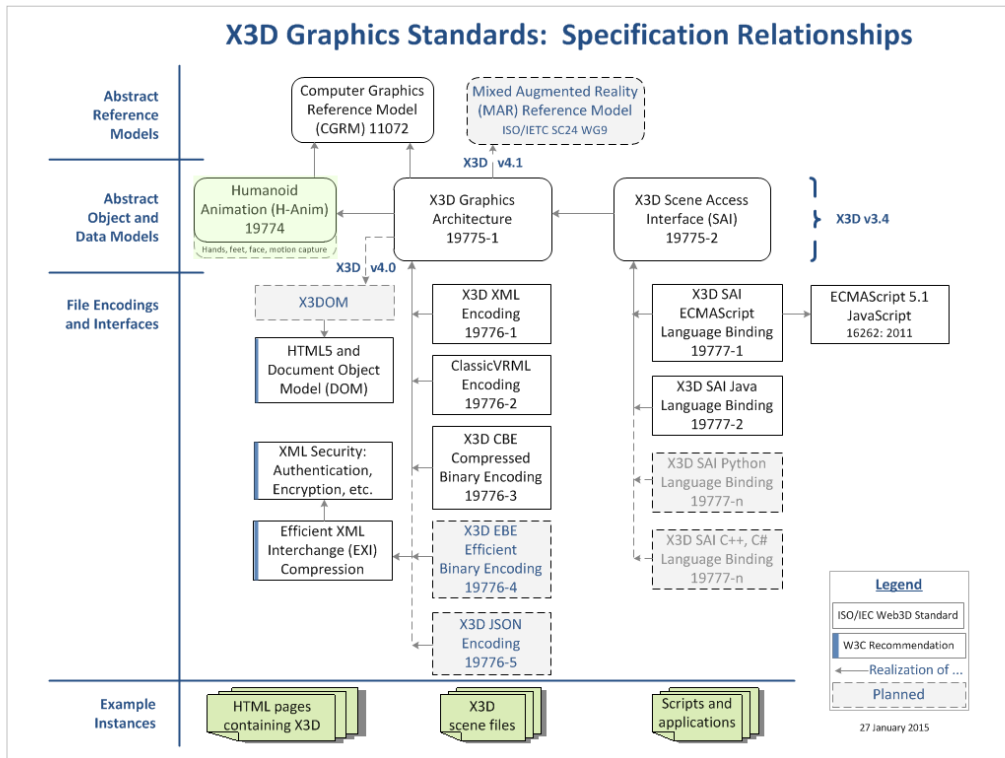 X3D Graphics Standards:  Specification Relationships
Abstract
Reference
Models
Computer Graphics
Reference Model
(CGRM) 11072
Mixed Augmented Reality
(MAR) Reference Model
ISO/IETC SC24 WG9
X3D v4.1
Abstract
Object and
Data Models
Humanoid
Animation (H-Anim)
19774
Hands, feet, face, motion capture
X3D Graphics
Architecture
19775-1
X3D Scene Access
Interface (SAI)
19775-2
X3D v3.4
X3D v4.0
File Encodings
and Interfaces
X3DOM
HTML5 and
Document Object
Model (DOM)
XML Security:
Authentication,
Encryption, etc.
Efficient XML
Interchange (EXI)
Compression
X3D XML
Encoding
19776-1
ClassicVRML
Encoding
19776-2
X3D CBE
Compressed
Binary Encoding
19776-3
X3D EBE
Efficient
Binary Encoding
19776-4
X3D JSON
Encoding
19776-5
X3D SAI
ECMAScript
Language Binding
19777-1
X3D SAI Java
Language Binding
19777-2
X3D SAI Python
Language Binding
19777-n
X3D SAI C++, C#
Language Binding
19777-n
ECMAScript 5.1
JavaScript
16262: 2011
Legend
ISO/IEC Web3D Standard
W3C Recommendation
Realization of ...
Planned
27 January 2015
Example
Instances
HTML pages
containing X3D
X3D
scene files
Scripts and
applications